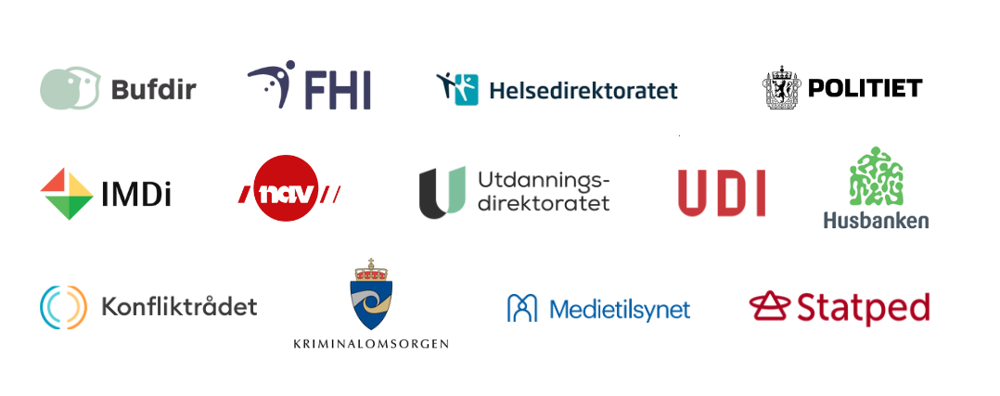 Bufdir
FHI
Helsedirektoratet
POLITIET
IMDi
nav
Utdannings-
direktoratet
UDI
Husbanken
Konfliktrådet
KRIMINALOMSORGEN
Medietilsynet
Statped